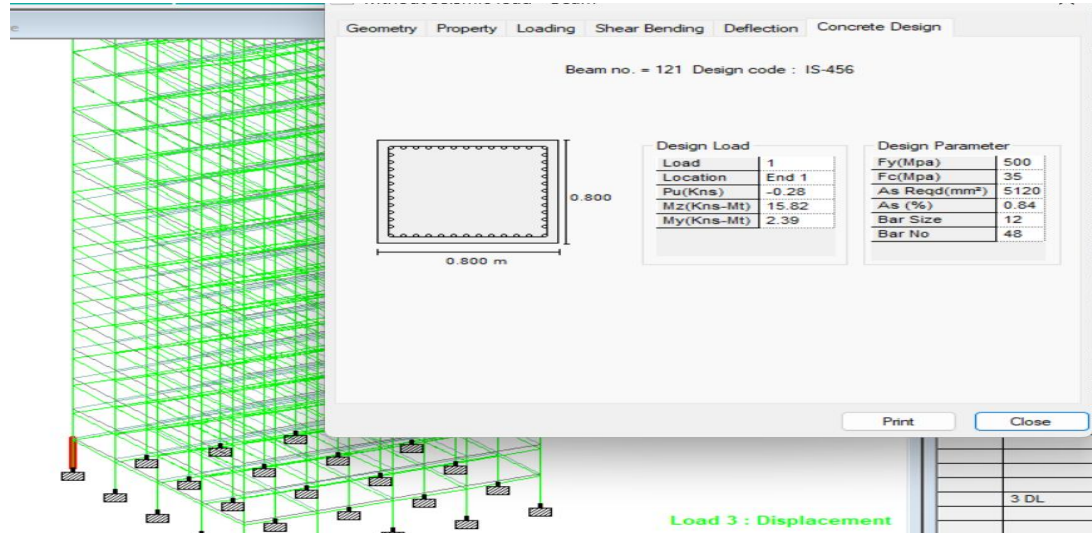 Geometry Property Loading Shear Bending Deflection Concrete Design
Beam no. = 121 Design code : IS-456
0.800
0.800 m
Design Load
Load 1
Location End 1
Pu(Kns) -0.28
Mz(Kns-Mt) 15.82
My(Kns-Mt) 2.39
Design Parameter
Fy(Mpa) 500
Fc(Mpa) 35
As Reqd(mm²) 5120
As (%) 0.84
Bar Size 12
Bar No 48
Print Close
3 DL
Load 3 : Displacement